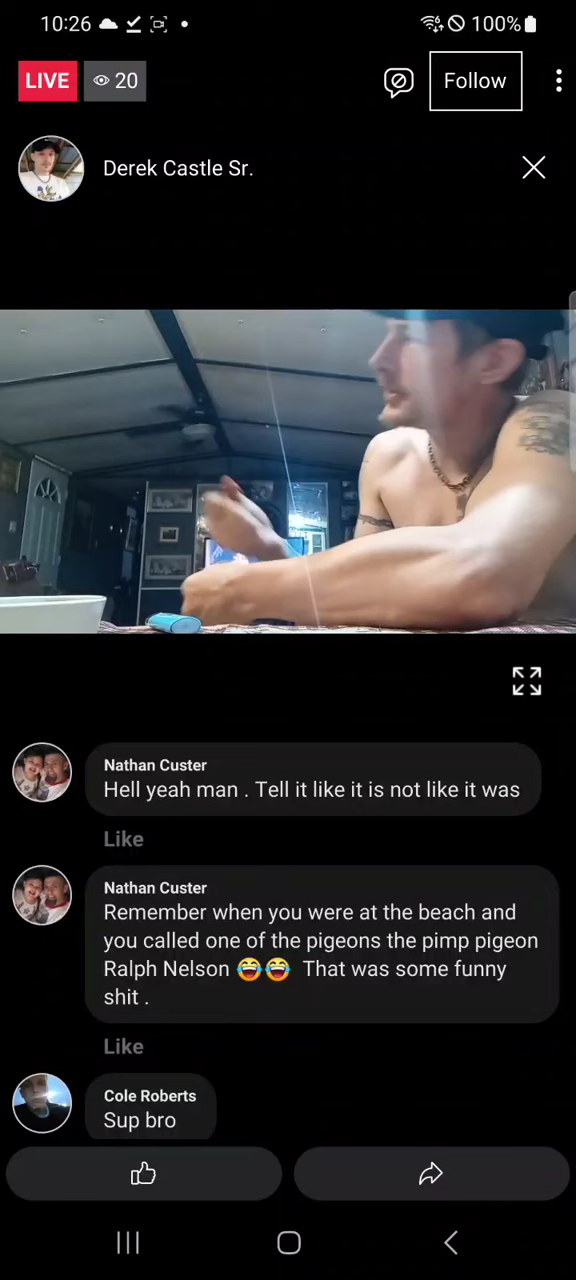 10:26
100%
LIVE
20
Follow
Derek Castle Sr.
Nathan Custer
Hell yeah man . Tell it like it is not like it was
Like
Nathan Custer
Remember when you were at the beach and
you called one of the pigeons the pimp pigeon
Ralph Nelson 😂😂 That was some funny
shit .
Like
Cole Roberts
Sup bro